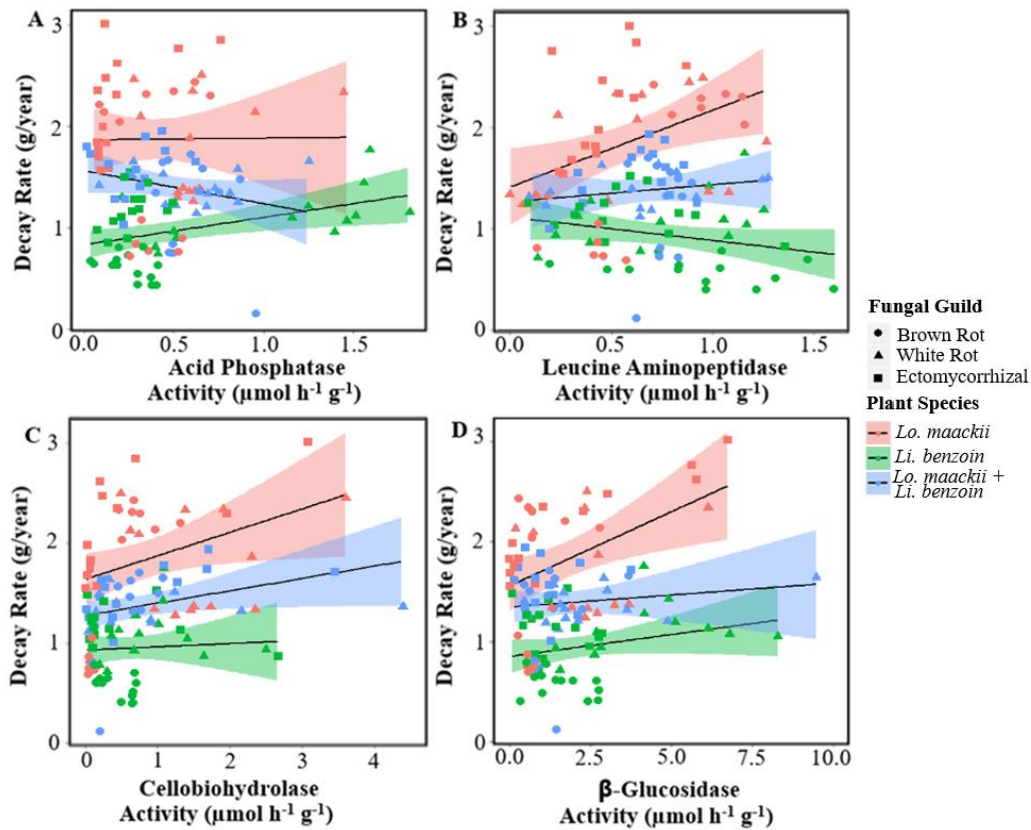 A
Decay Rate (g/year)
3
2
1
0
0.0
0.5
1.0
1.5
Acid Phosphatase
Activity (µmol h⁻¹ g⁻¹)
B
Decay Rate (g/year)
3
2
1
0
0.0
0.5
1.0
1.5
Leucine Aminopeptidase
Activity (µmol h⁻¹ g⁻¹)
Fungal Guild
Brown Rot
White Rot
Ectomycorrhizal
Plant Species
Lo. maackii
Li. benzoin
Lo. maackii +
Li. benzoin
C
Decay Rate (g/year)
3
2
1
0
0
1
2
3
4
Cellobiohydrolase
Activity (µmol h⁻¹ g⁻¹)
D
Decay Rate (g/year)
3
2
1
0
0.0
2.5
5.0
7.5
10.0
β-Glucosidase
Activity (µmol h⁻¹ g⁻¹)